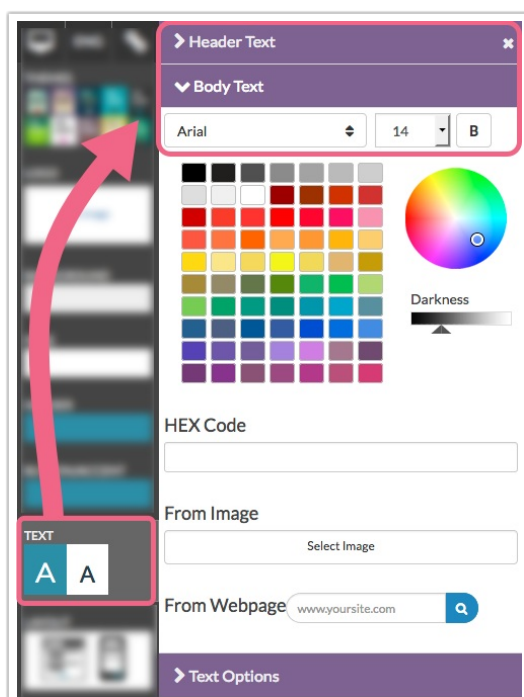 Header Text
Body Text
Arial
14
B
Darkness
HEX Code
From Image
Select Image
From Webpage
www.yoursite.com
TEXT
A A
Text Options